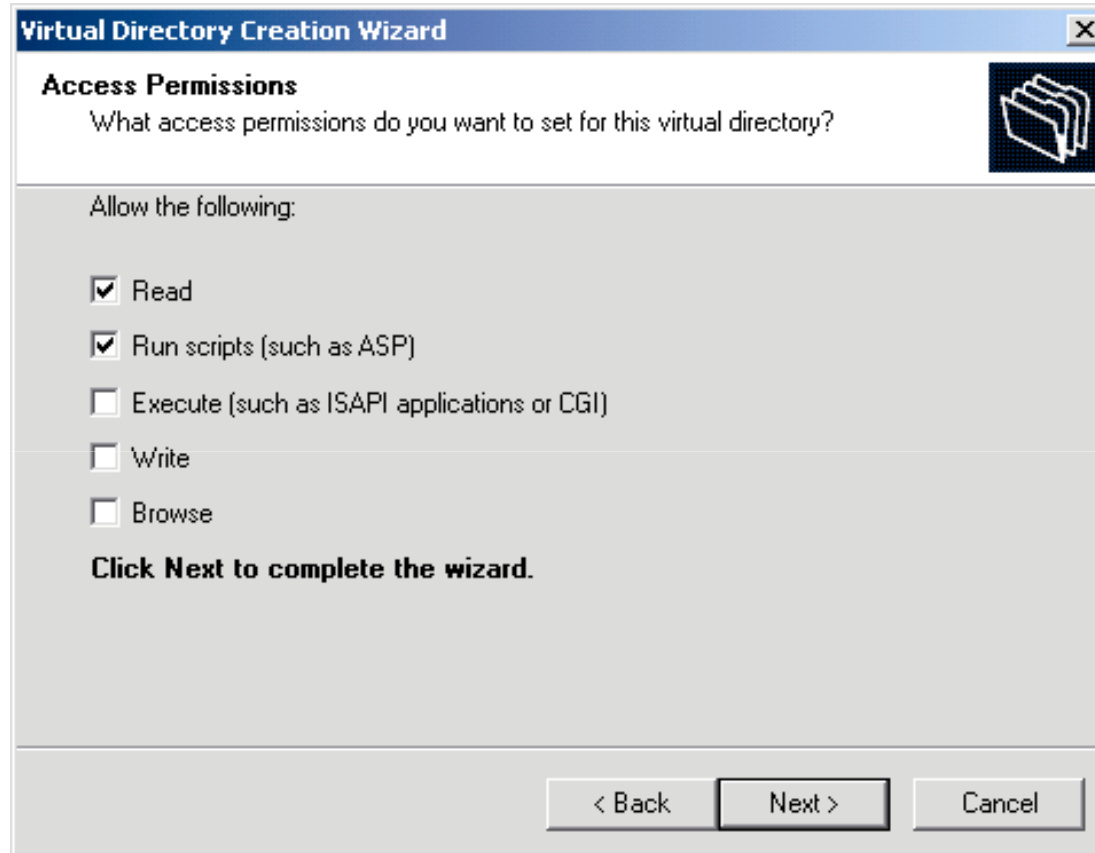 Virtual Directory Creation Wizard
Access Permissions
What access permissions do you want to set for this virtual directory?
Allow the following:
Read
Run scripts (such as ASP)
Execute (such as ISAPI applications or CGI)
Write
Browse
Click Next to complete the wizard.
< Back Next > Cancel